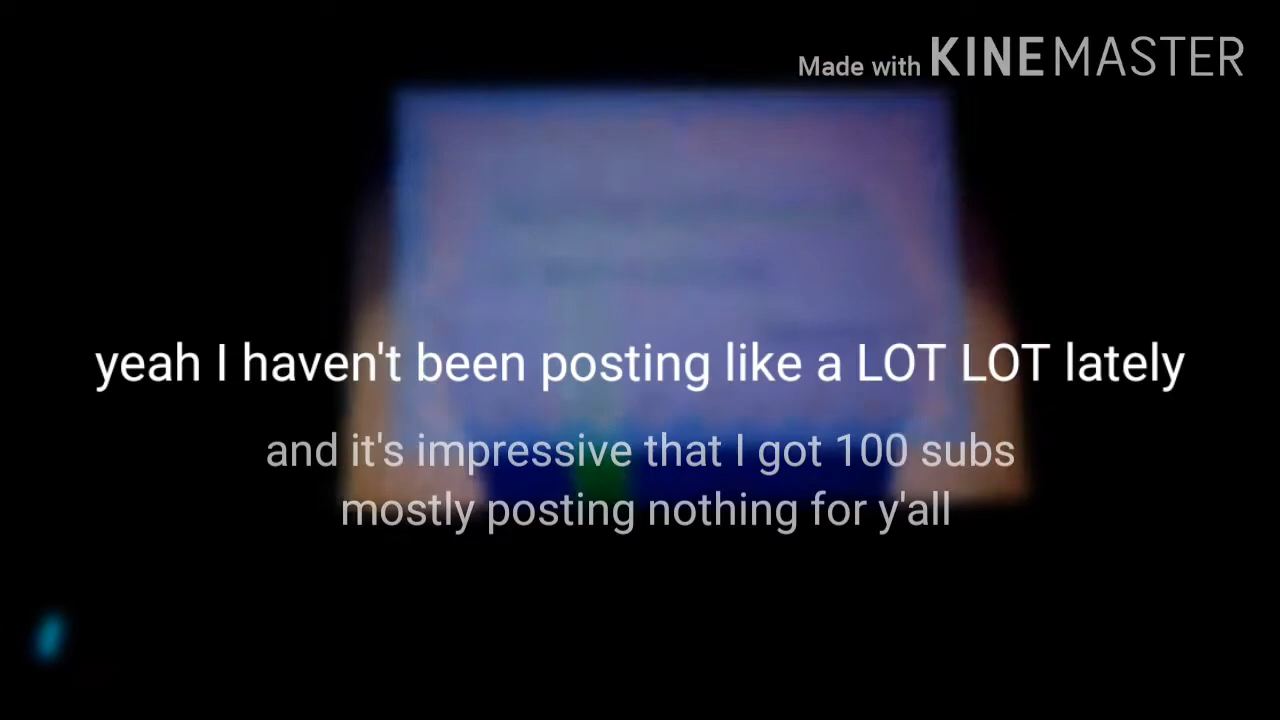 Made with KINEMASTER
yeah I haven't been posting like a LOT LOT lately
and it's impressive that I got 100 subs
mostly posting nothing for y'all